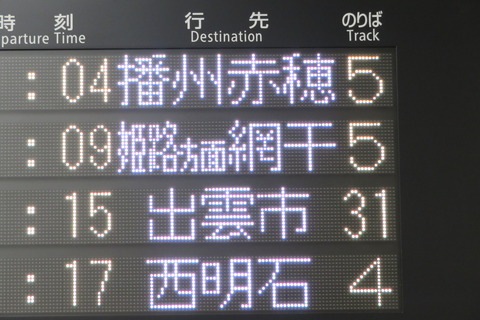 時刻 行先 のりば
parture Time Destination Track
:04 播州赤穂 5
:09 姫路方面網干 5
:15 出雲市 31
:17 西明石 4